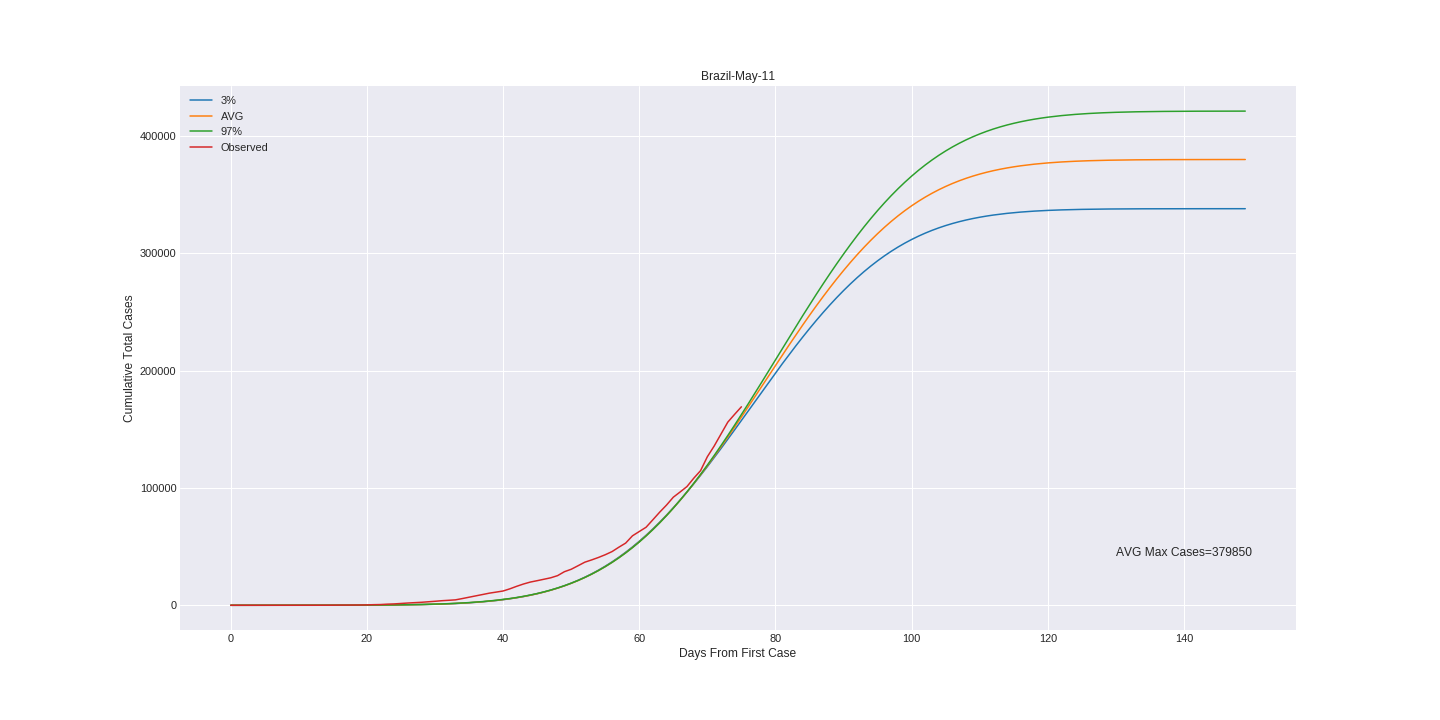 Brazil-May-11
3%
AVG
97%
Observed
400000
300000
200000
100000
0
Cumulative Total Cases
AVG Max Cases=379850
0 20 40 60 80 100 120 140
Days From First Case